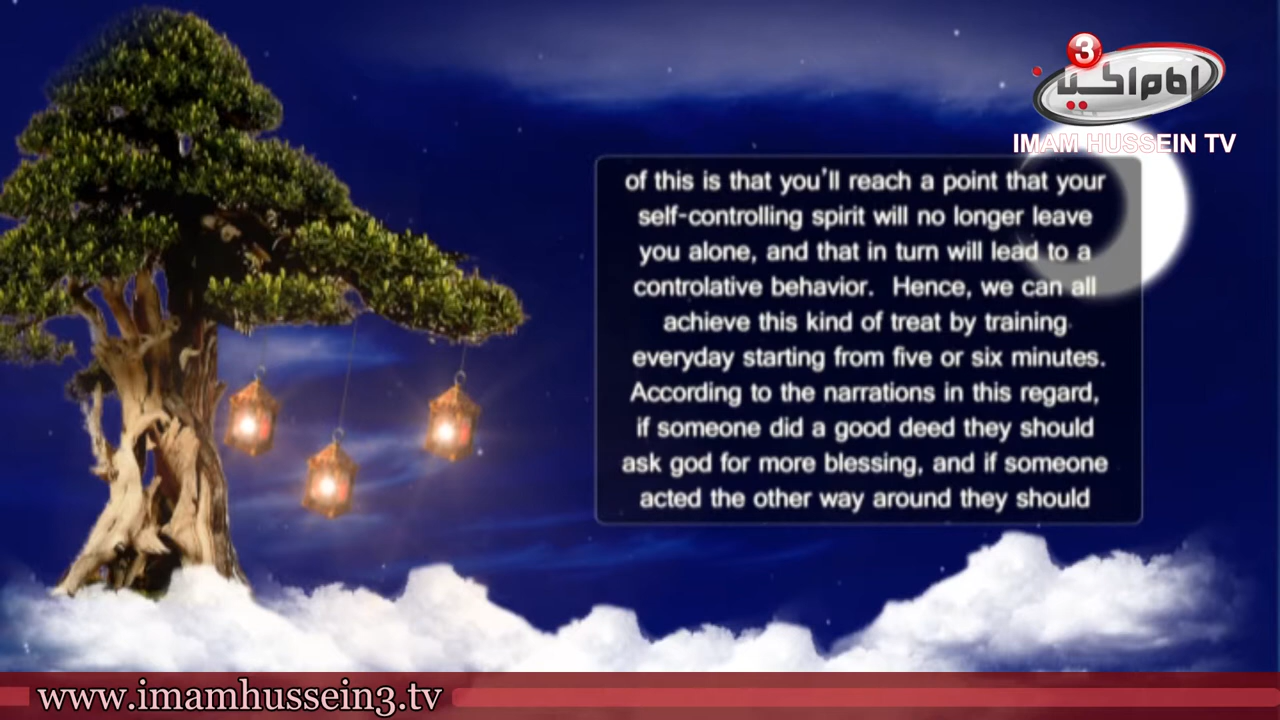 3
امام حسین
IMAM HUSSEIN TV
of this is that you'll reach a point that your
self-controlling spirit will no longer leave
you alone, and that in turn will lead to a
controlative behavior. Hence, we can all
achieve this kind of treat by training
everyday starting from five or six minutes.
According to the narrations in this regard,
if someone did a good deed they should
ask god for more blessing, and if someone
acted the other way around they should
www.imamhussein3.tv